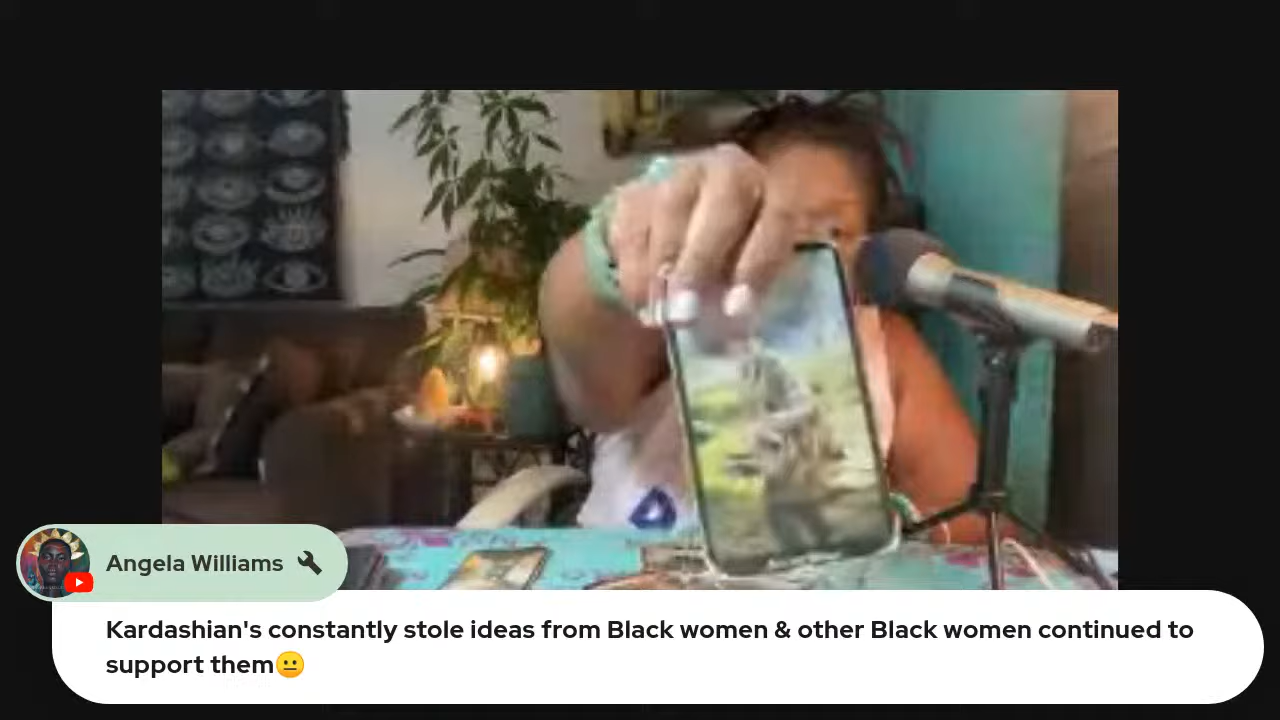 Angela Williams
Kardashian's constantly stole ideas from Black women & other Black women continued to
support them😐